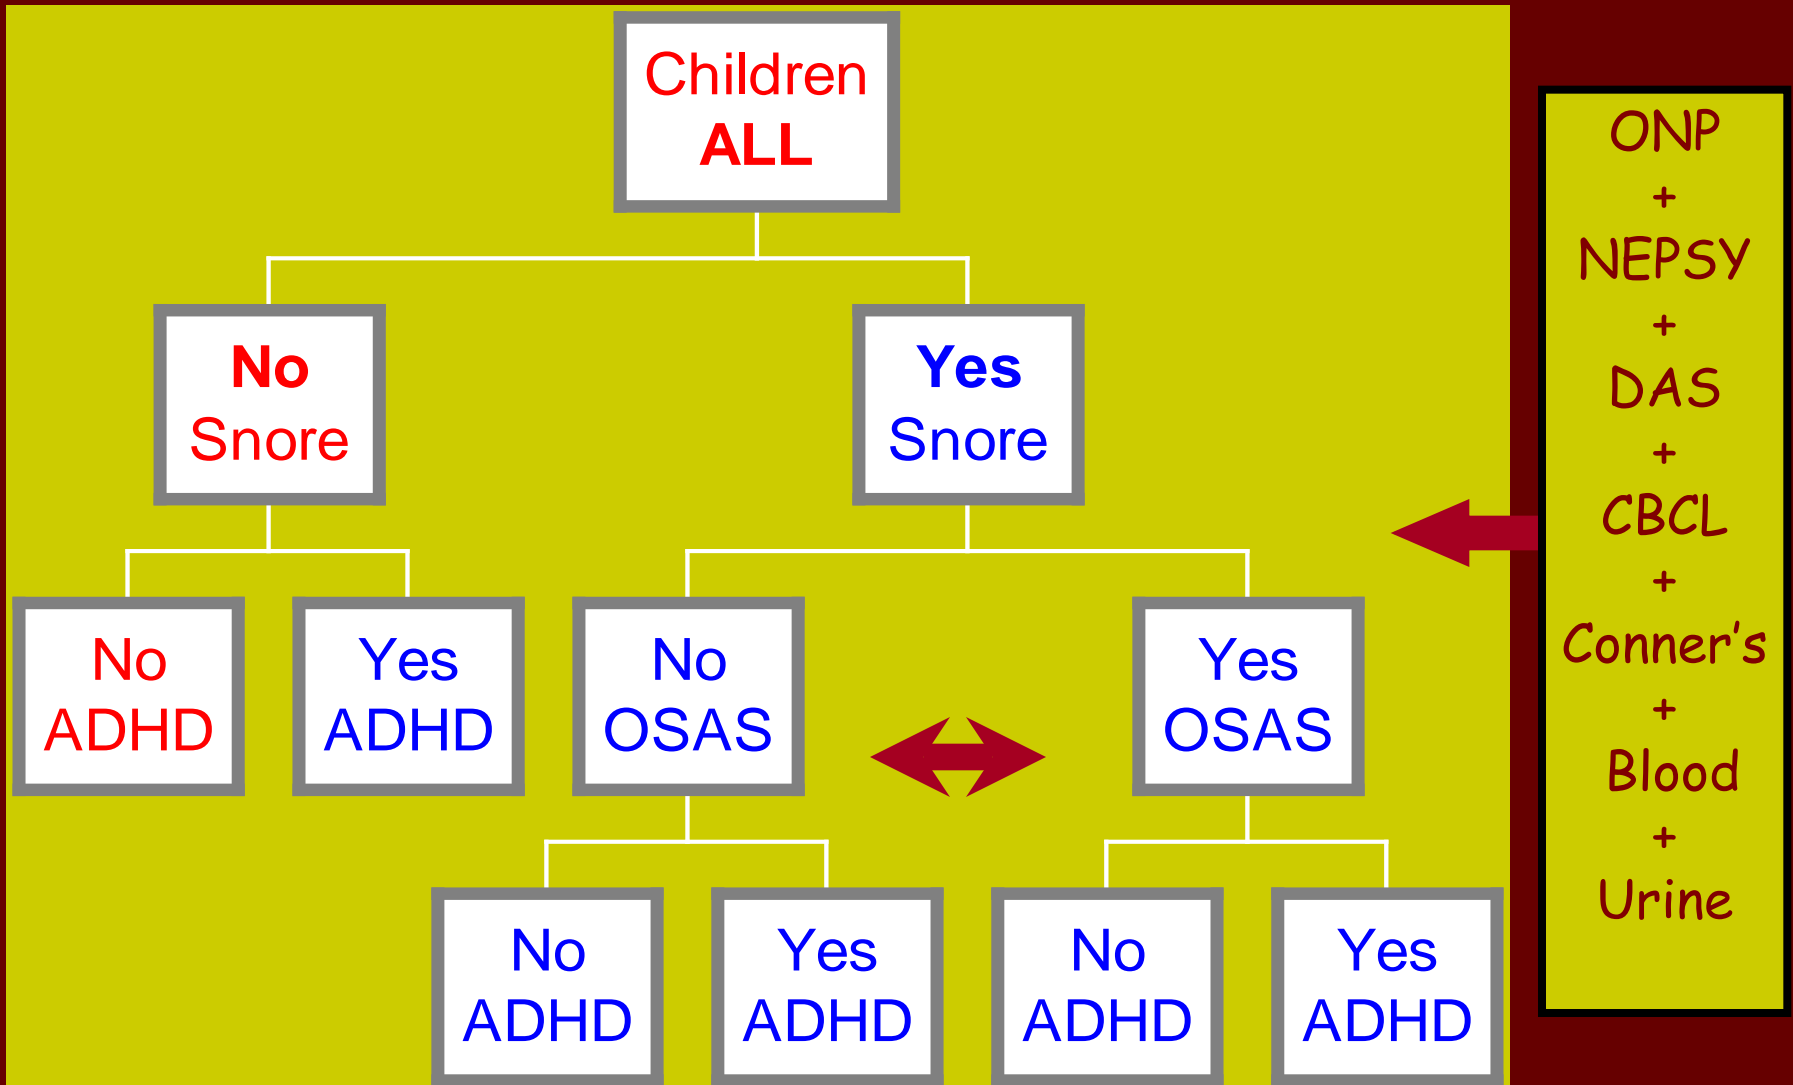 Children
ALL
No
Snore
Yes
Snore
No
ADHD
Yes
ADHD
No
OSAS
Yes
OSAS
No
ADHD
Yes
ADHD
No
ADHD
Yes
ADHD
ONP
+
NEPSY
+
DAS
+
CBCL
+
Conner's
+
Blood
+
Urine